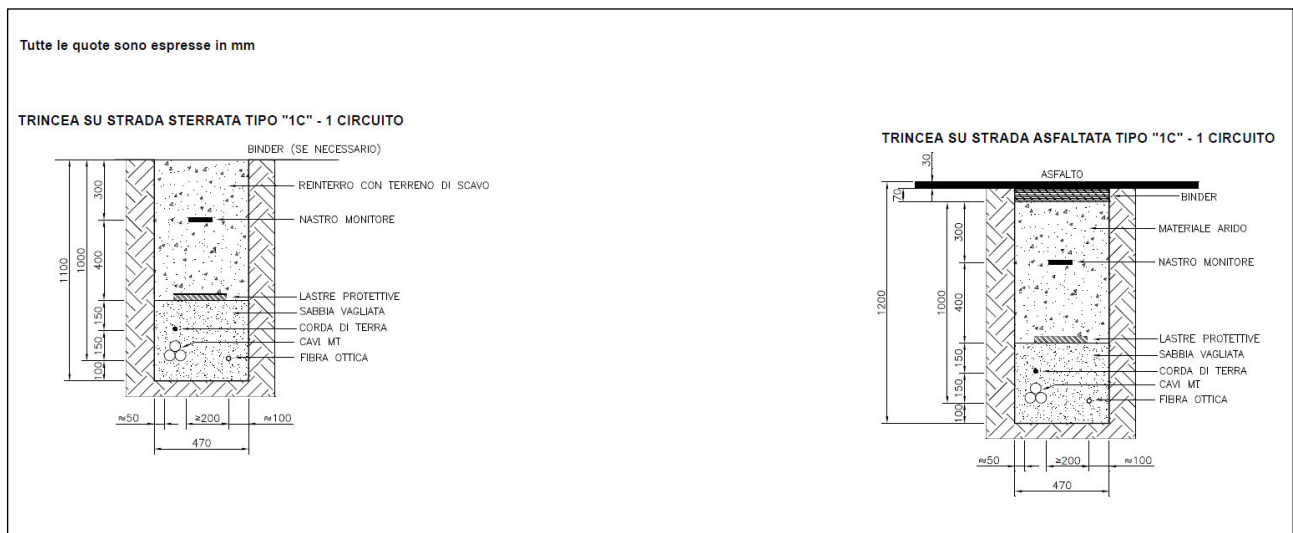 Tutte le quote sono espresse in mm
TRINCEA SU STRADA STERRATA TIPO "1C" - 1 CIRCUITO
BINDER (SE NECESSARIO)
REINTERRO CON TERRENO DI SCAVO
NASTRO MONITORE
LASTRE PROTETTIVE
SABBIA VAGLIATA
CORDA DI TERRA
CAVI MT
FIBRA OTTICA
1100
1000
300
400
150
150
100
≈50
≥200
≈100
470
TRINCEA SU STRADA ASFALTATA TIPO "1C" - 1 CIRCUITO
30
ASFALTO
70
BINDER
MATERIALE ARIDO
NASTRO MONITORE
LASTRE PROTETTIVE
SABBIA VAGLIATA
CORDA DI TERRA
CAVI MT
FIBRA OTTICA
1200
1000
300
400
150
150
100
≈50
≥200
≈100
470